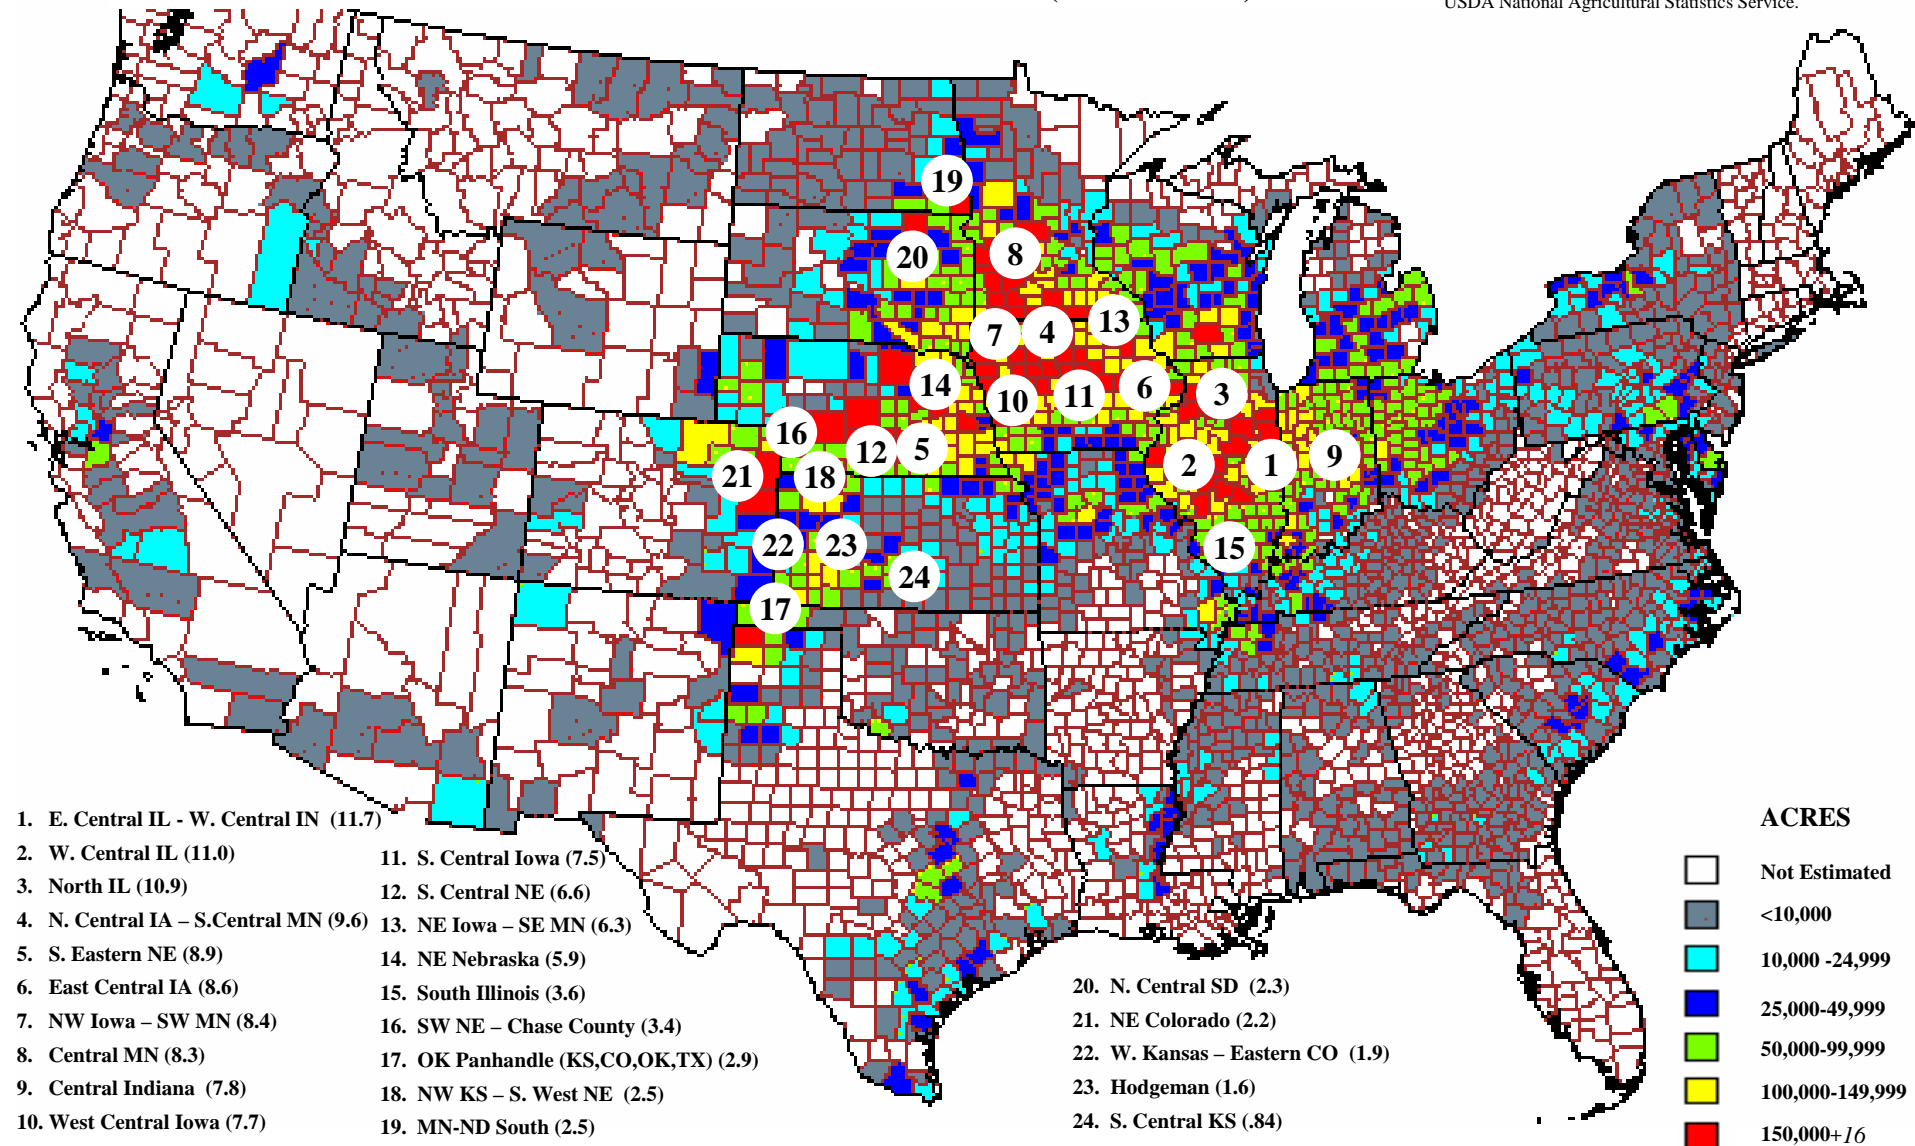 USDA National Agricultural Statistics Service.
19
20
8
13
7
4
14
10
11
6
3
16
12
5
21
18
2
1
9
22
23
15
24
17
1. E. Central IL - W. Central IN (11.7)
2. W. Central IL (11.0)
3. North IL (10.9)
4. N. Central IA – S.Central MN (9.6)
5. S. Eastern NE (8.9)
6. East Central IA (8.6)
7. NW Iowa – SW MN (8.4)
8. Central MN (8.3)
9. Central Indiana (7.8)
10. West Central Iowa (7.7)
11. S. Central Iowa (7.5)
12. S. Central NE (6.6)
13. NE Iowa – SE MN (6.3)
14. NE Nebraska (5.9)
15. South Illinois (3.6)
16. SW NE – Chase County (3.4)
17. OK Panhandle (KS,CO,OK,TX) (2.9)
18. NW KS – S. West NE (2.5)
19. MN-ND South (2.5)
20. N. Central SD (2.3)
21. NE Colorado (2.2)
22. W. Kansas – Eastern CO (1.9)
23. Hodgeman (1.6)
24. S. Central KS (.84)
ACRES
Not Estimated
<10,000
10,000 -24,999
25,000-49,999
50,000-99,999
100,000-149,999
150,000+16